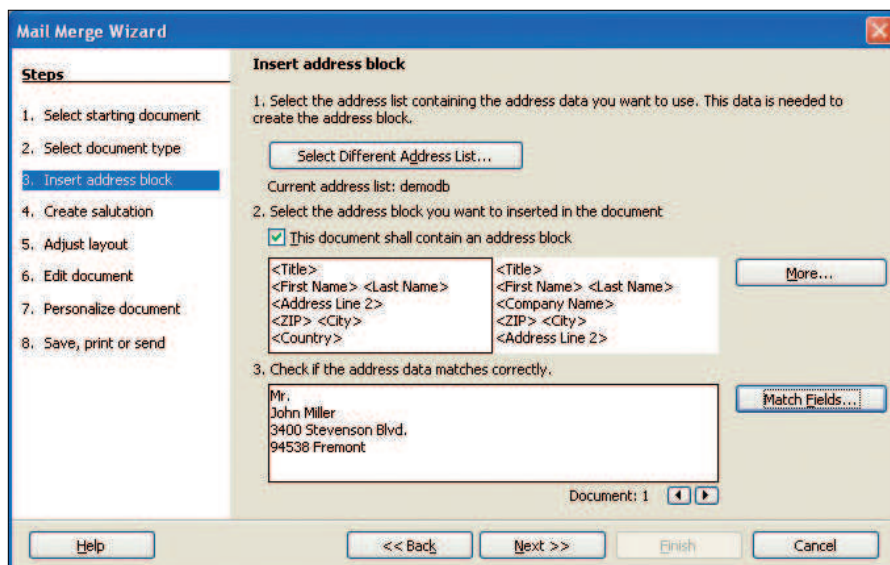 Mail Merge Wizard
Steps
1. Select starting document
2. Select document type
3. Insert address block
4. Create salutation
5. Adjust layout
6. Edit document
7. Personalize document
8. Save, print or send
Insert address block
1. Select the address list containing the address data you want to use. This data is needed to
create the address block.
Select Different Address List...
Current address list: demodb
2. Select the address block you want to inserted in the document
This document shall contain an address block
<Title>
<First Name> <Last Name>
<Address Line 2>
<ZIP> <City>
<Country>
<Title>
<First Name> <Last Name>
<Company Name>
<ZIP> <City>
<Address Line 2>
More...
3. Check if the address data matches correctly.
Mr.
John Miller
3400 Stevenson Blvd.
94538 Fremont
Match Fields...
Document: 1
Help
<< Back
Next >>
Finish
Cancel